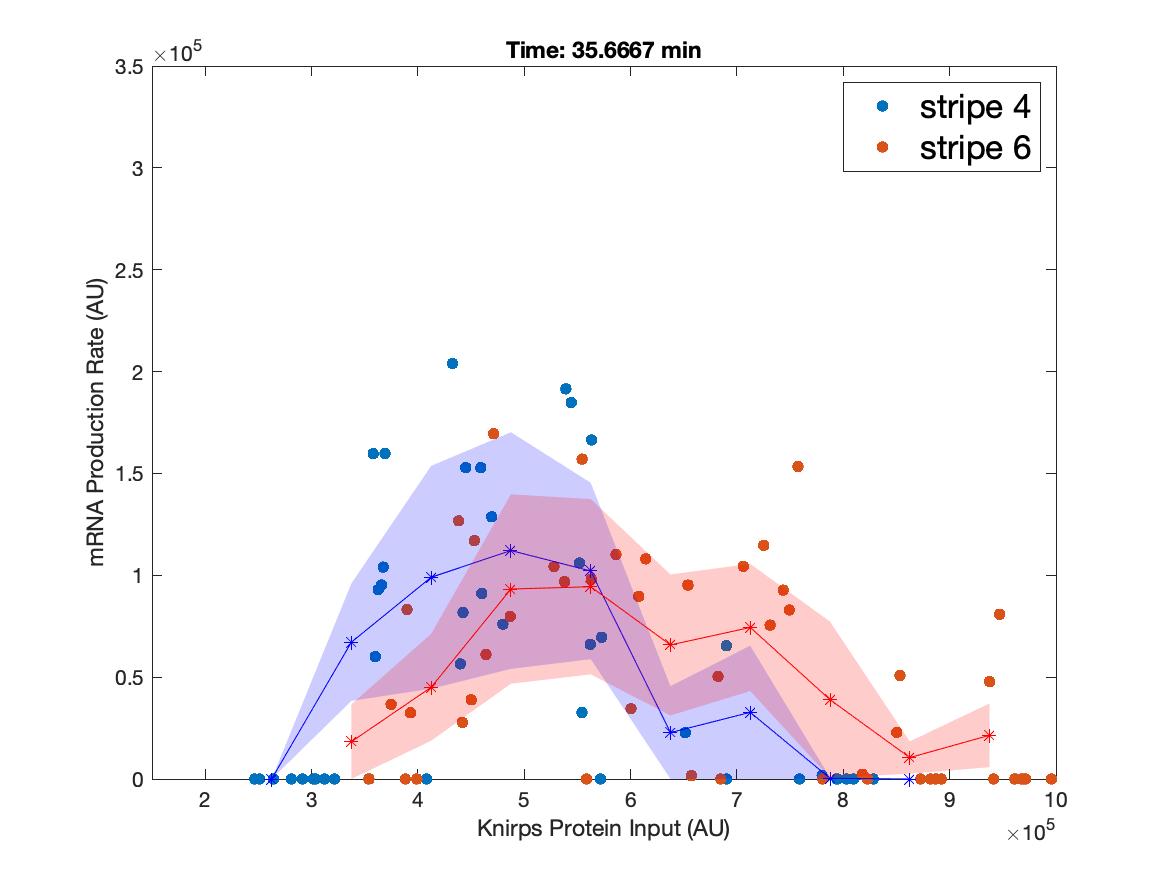 Time: 35.6667 min
×10^5
3.5
3
2.5
2
1.5
1
0.5
0
mRNA Production Rate (AU)
stripe 4
stripe 6
2 3 4 5 6 7 8 9 10
Knirps Protein Input (AU)
×10^5